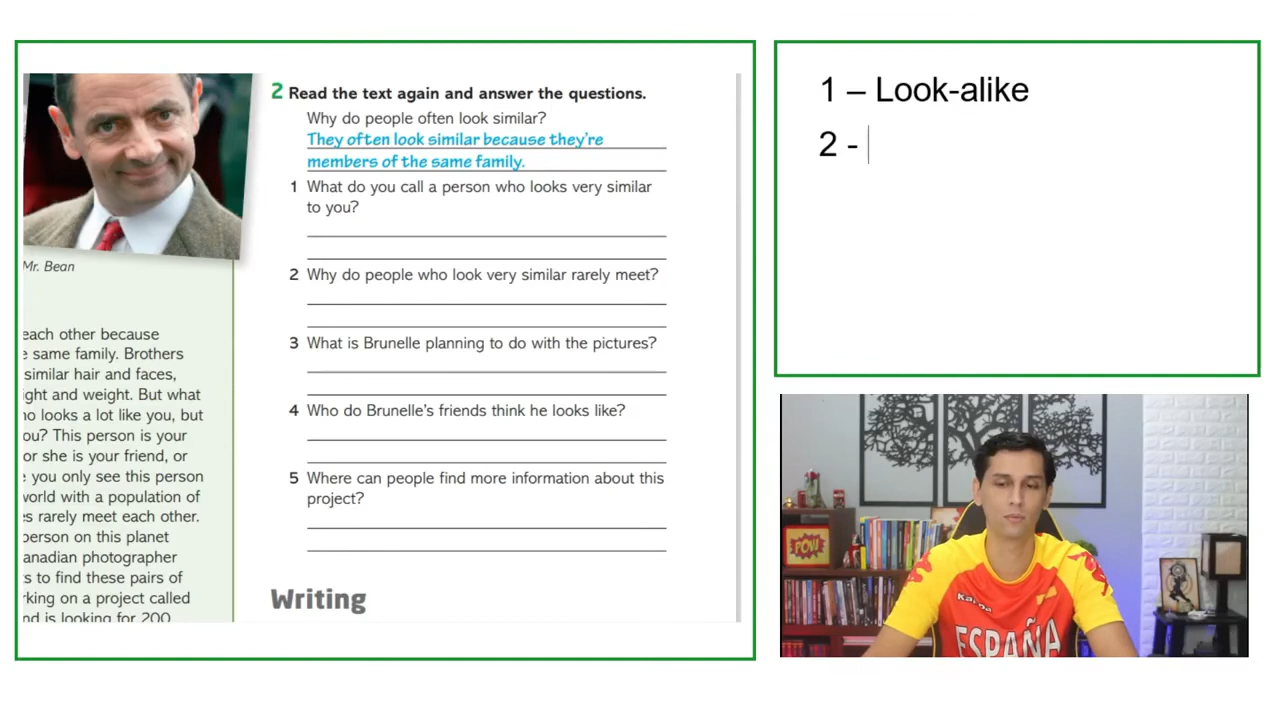 2 Read the text again and answer the questions.
Why do people often look similar?
They often look similar because they're
members of the same family.
1 What do you call a person who looks very similar
to you?
2 Why do people who look very similar rarely meet?
3 What is Brunelle planning to do with the pictures?
4 Who do Brunelle's friends think he looks like?
5 Where can people find more information about this
project?
Writing
Mr. Bean
each other because
same family. Brothers
similar hair and faces,
ght and weight. But what
looks a lot like you, but
ou? This person is your
or she is your friend, or
you only see this person
world with a population of
es rarely meet each other.
person on this planet
anadian photographer
s to find these pairs of
rking on a project called
nd is looking for 200
1 – Look-alike
2 -
POW!
ESPAÑA